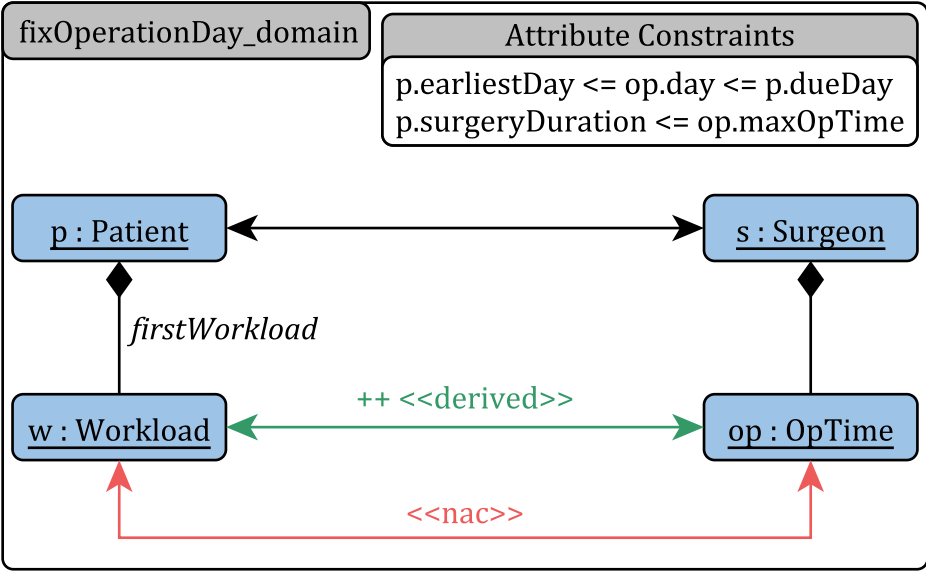 fixOperationDay_domain
Attribute Constraints
p.earliestDay <= op.day <= p.dueDay
p.surgeryDuration <= op.maxOpTime
p : Patient
s : Surgeon
firstWorkload
++ <<derived>>
w : Workload
op : OpTime
<<nac>>